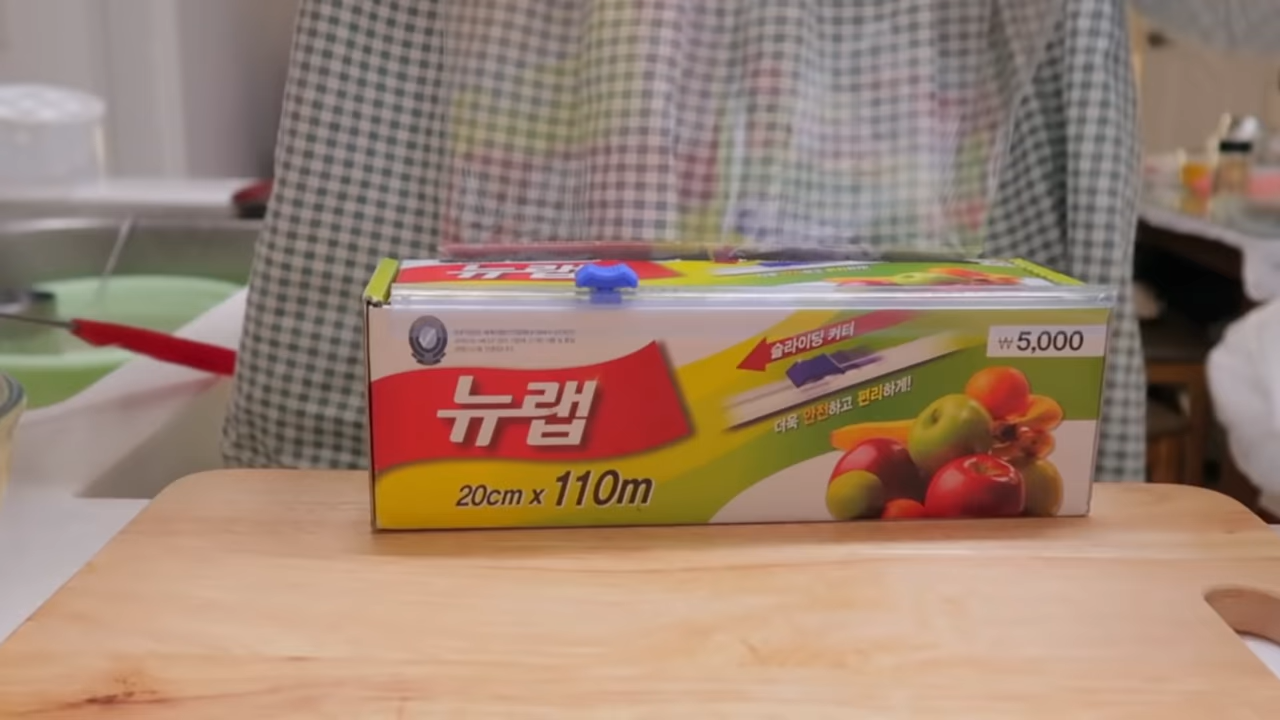 뉴랩
슬라이딩 커터
₩5,000
뉴랩
더욱 안전하고 편리하게!
20cm x 110m